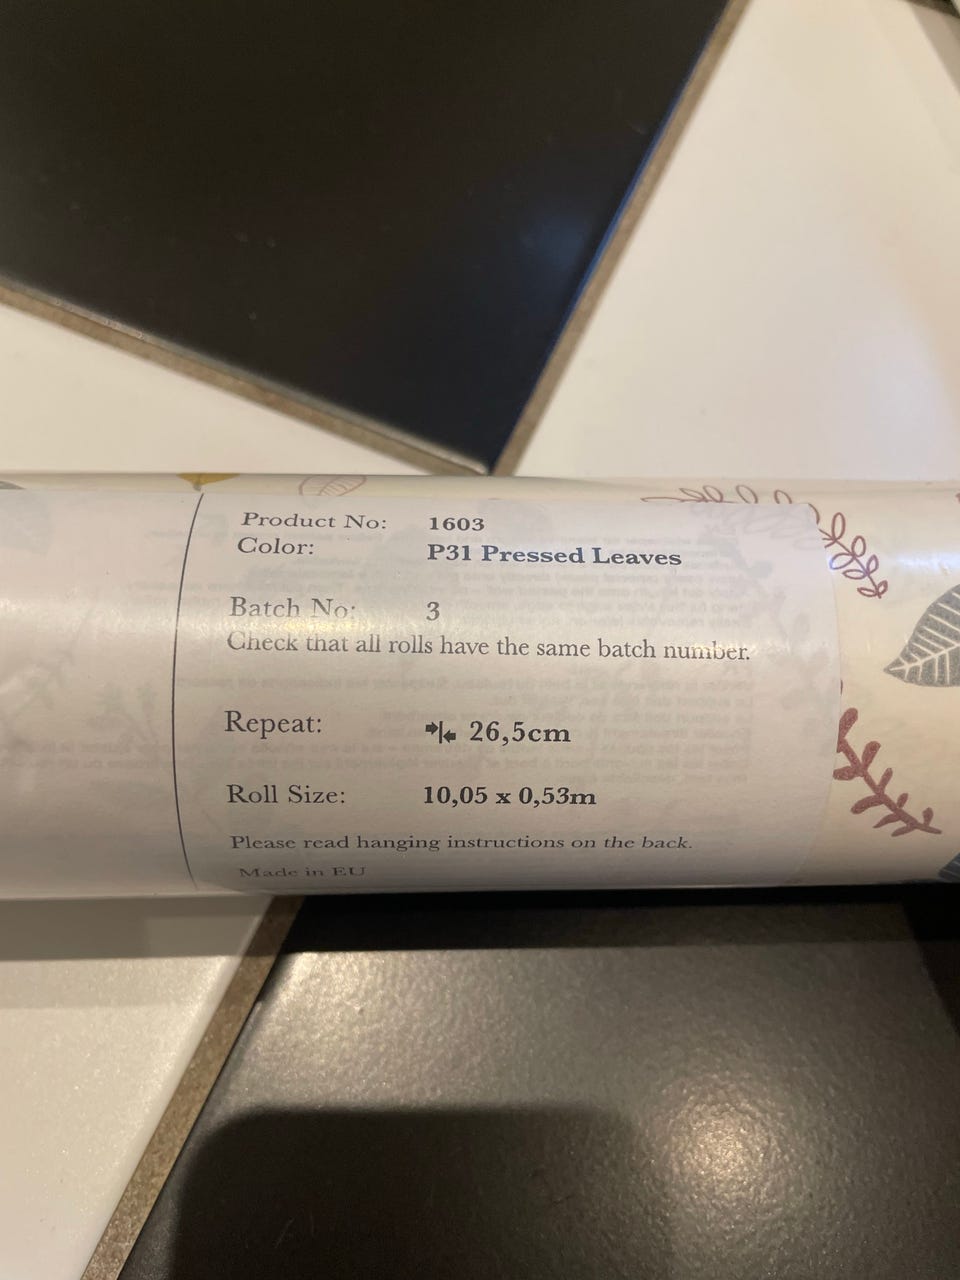 Product No: 1603
Color: P31 Pressed Leaves
Batch No: 3
Check that all rolls have the same batch number.
Repeat: 26,5cm
Roll Size: 10,05 x 0,53m
Please read hanging instructions on the back.
Made in EU